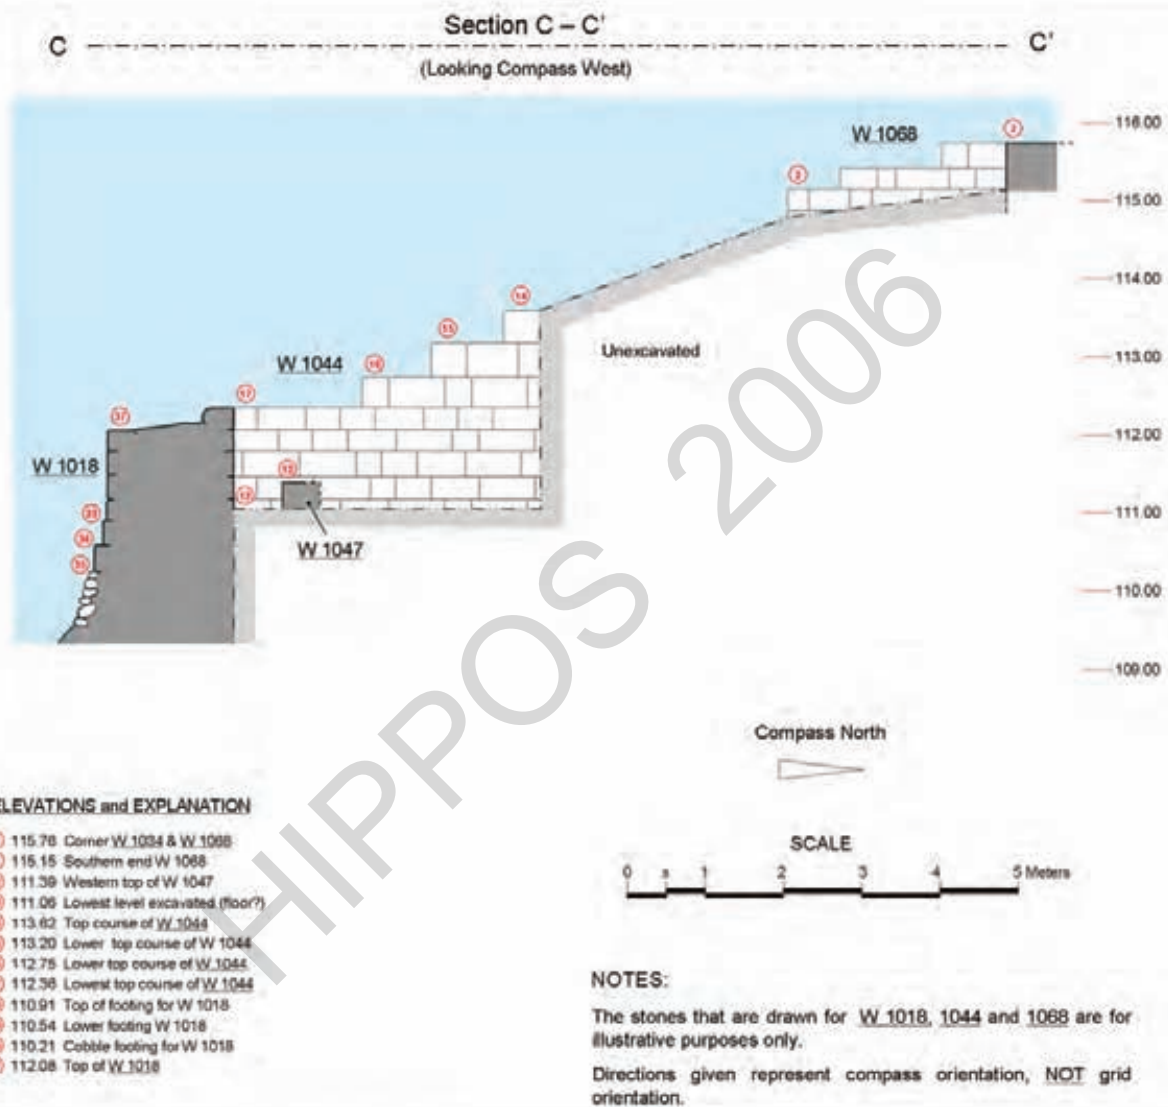 Section C – C'
C
C'
(Looking Compass West)
W 1068
116.00
115.00
114.00
113.00
112.00
111.00
110.00
109.00
2
14
15
16
17
37
12
Unexcavated
W 1044
W 1018
W 1047
HIPPOS 2006
Compass North
ELEVATIONS and EXPLANATION
115.76 Corner W 1034 & W 1068
115.15 Southern end W 1068
111.39 Western top of W 1047
111.06 Lowest level excavated (floor?)
113.62 Top course of W 1044
113.20 Lower top course of W 1044
112.75 Lower top course of W 1044
112.36 Lowest top course of W 1044
110.91 Top of footing for W 1018
110.54 Lower footing W 1018
110.21 Cobble footing for W 1018
112.08 Top of W 1018
SCALE
0 1 2 3 4 5 Meters
NOTES:
The stones that are drawn for W 1018, 1044 and 1068 are for
illustrative purposes only.
Directions given represent compass orientation, NOT grid
orientation.